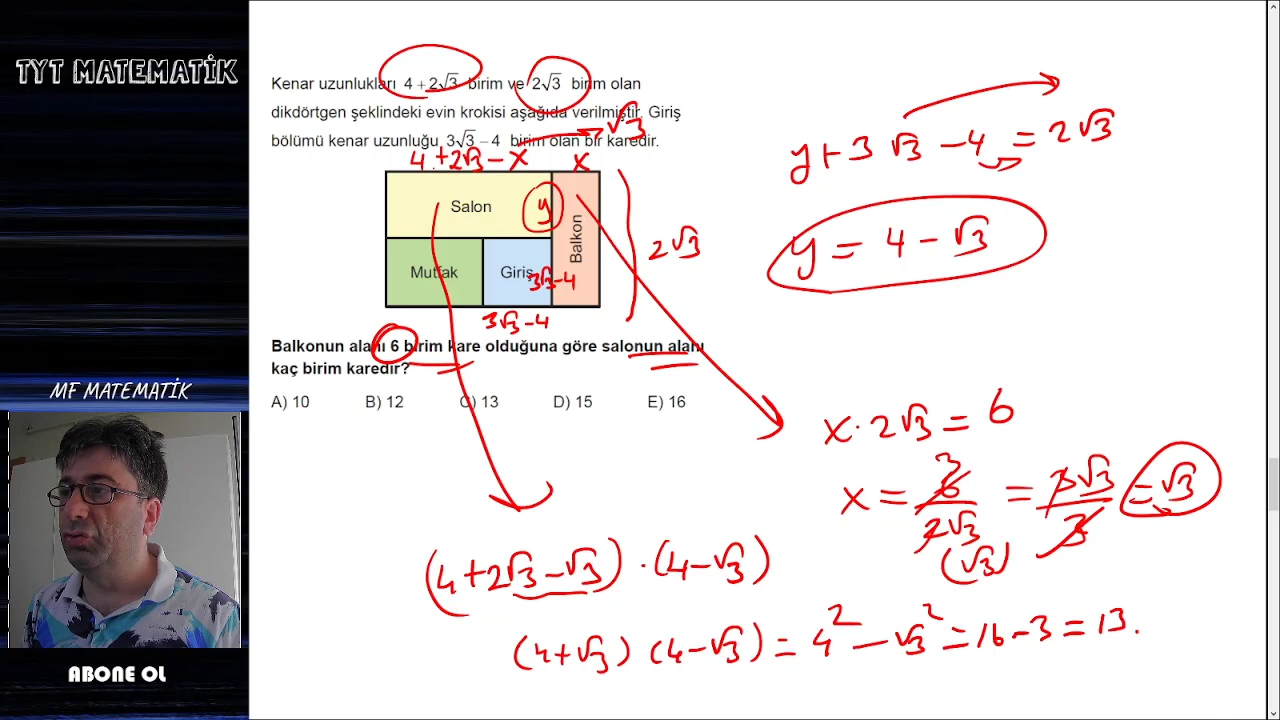 TYT MATEMATİK
Kenar uzunlukları 4 + 2√3 birim ve 2√3 birim olan
dikdörtgen şeklindeki evin krokisi aşağıda verilmiştir. Giriş
bölümü kenar uzunluğu 3√3 − 4 birim olan bir karedir.
4 + 2√3 − x
x
√3
Salon
y
Balkon
2√3
Mutfak
Giriş
3√3−4
3√3−4
Balkonun alanı 6 birim kare olduğuna göre salonun alanı
kaç birim karedir?
A) 10 B) 12 C) 13 D) 15 E) 16
y + 3√3 − 4 = 2√3
y = 4 − √3
x · 2√3 = 6
x = 6/2√3 = 3√3/3 = √3
3
(√3)
(4+2√3−√3) · (4−√3)
(4+√3) (4−√3) = 4² − √3² = 16−3 = 13.
MF MATEMATİK
ABONE OL